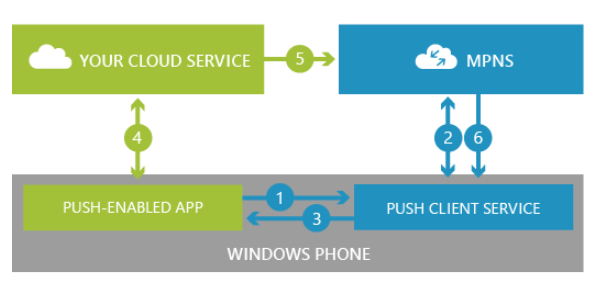 YOUR CLOUD SERVICE
5
MPNS
4
2
6
PUSH-ENABLED APP
1
3
PUSH CLIENT SERVICE
WINDOWS PHONE